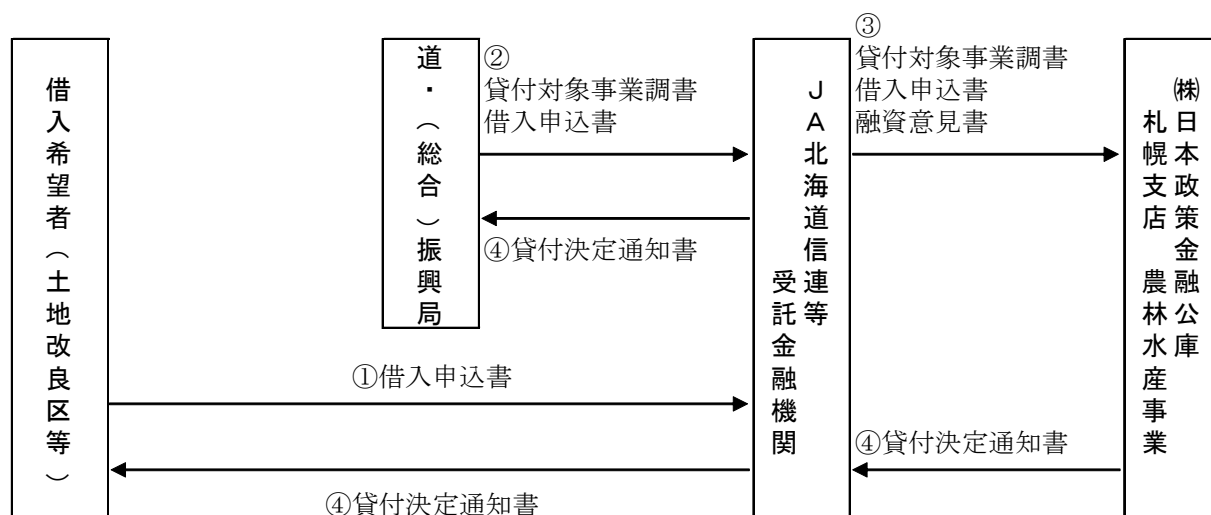 借入希望者（土地改良区等）
道・（総合）振興局
②
貸付対象事業調書
借入申込書
④貸付決定通知書
①借入申込書
④貸付決定通知書
ＪＡ北海道信連等
受託金融機関
③
貸付対象事業調書
借入申込書
融資意見書
④貸付決定通知書
㈱日本政策金融公庫
札幌支店　農林水産事業